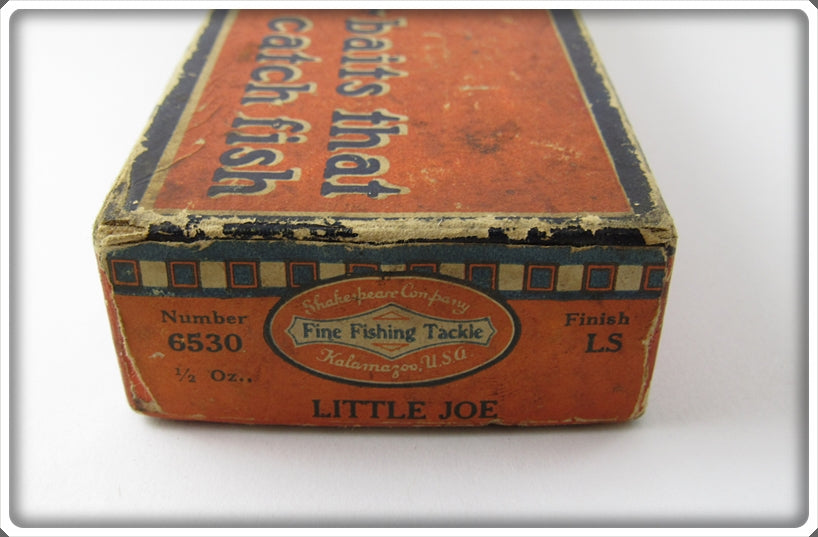 baits that
catch fish
Number
6530
1/2 Oz.,
Shakespeare Company
Fine Fishing Tackle
Kalamazoo, U.S.A
Finish
LS
LITTLE JOE